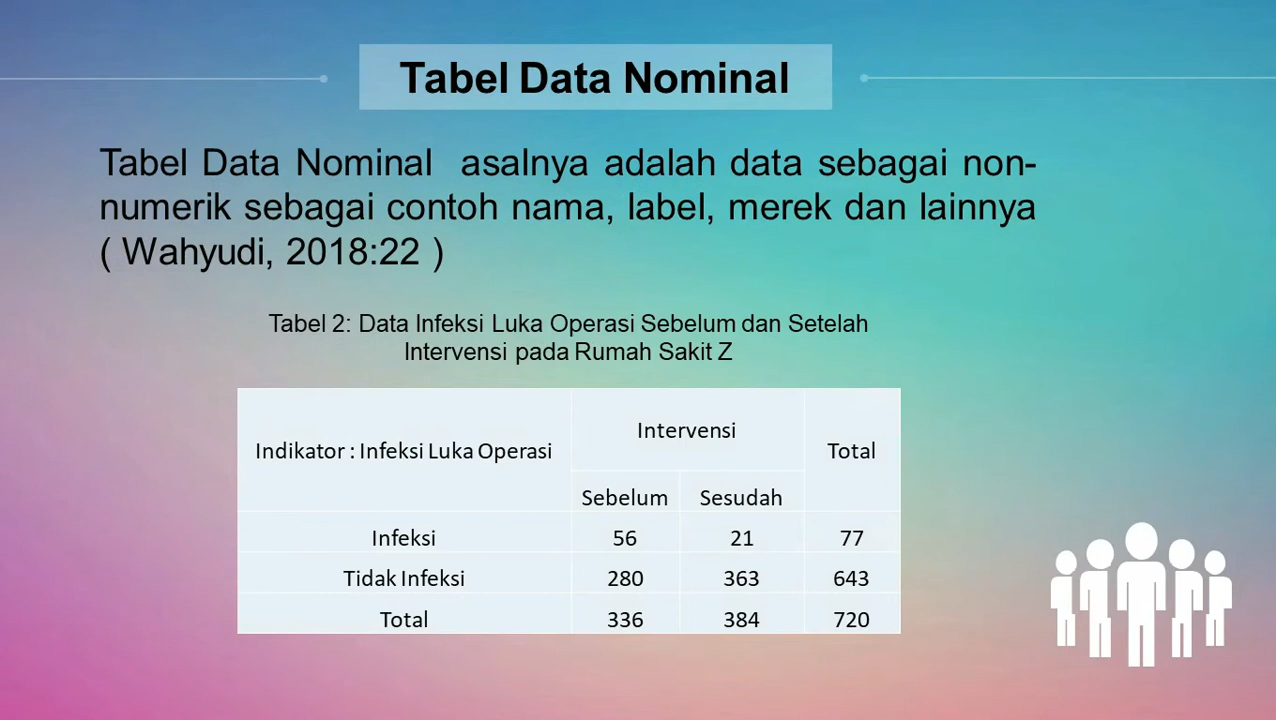 Tabel Data Nominal
Tabel Data Nominal asalnya adalah data sebagai non-
numerik sebagai contoh nama, label, merek dan lainnya
( Wahyudi, 2018:22 )
Tabel 2: Data Infeksi Luka Operasi Sebelum dan Setelah
Intervensi pada Rumah Sakit Z
Indikator : Infeksi Luka Operasi Intervensi Total
Sebelum Sesudah
Infeksi 56 21 77
Tidak Infeksi 280 363 643
Total 336 384 720